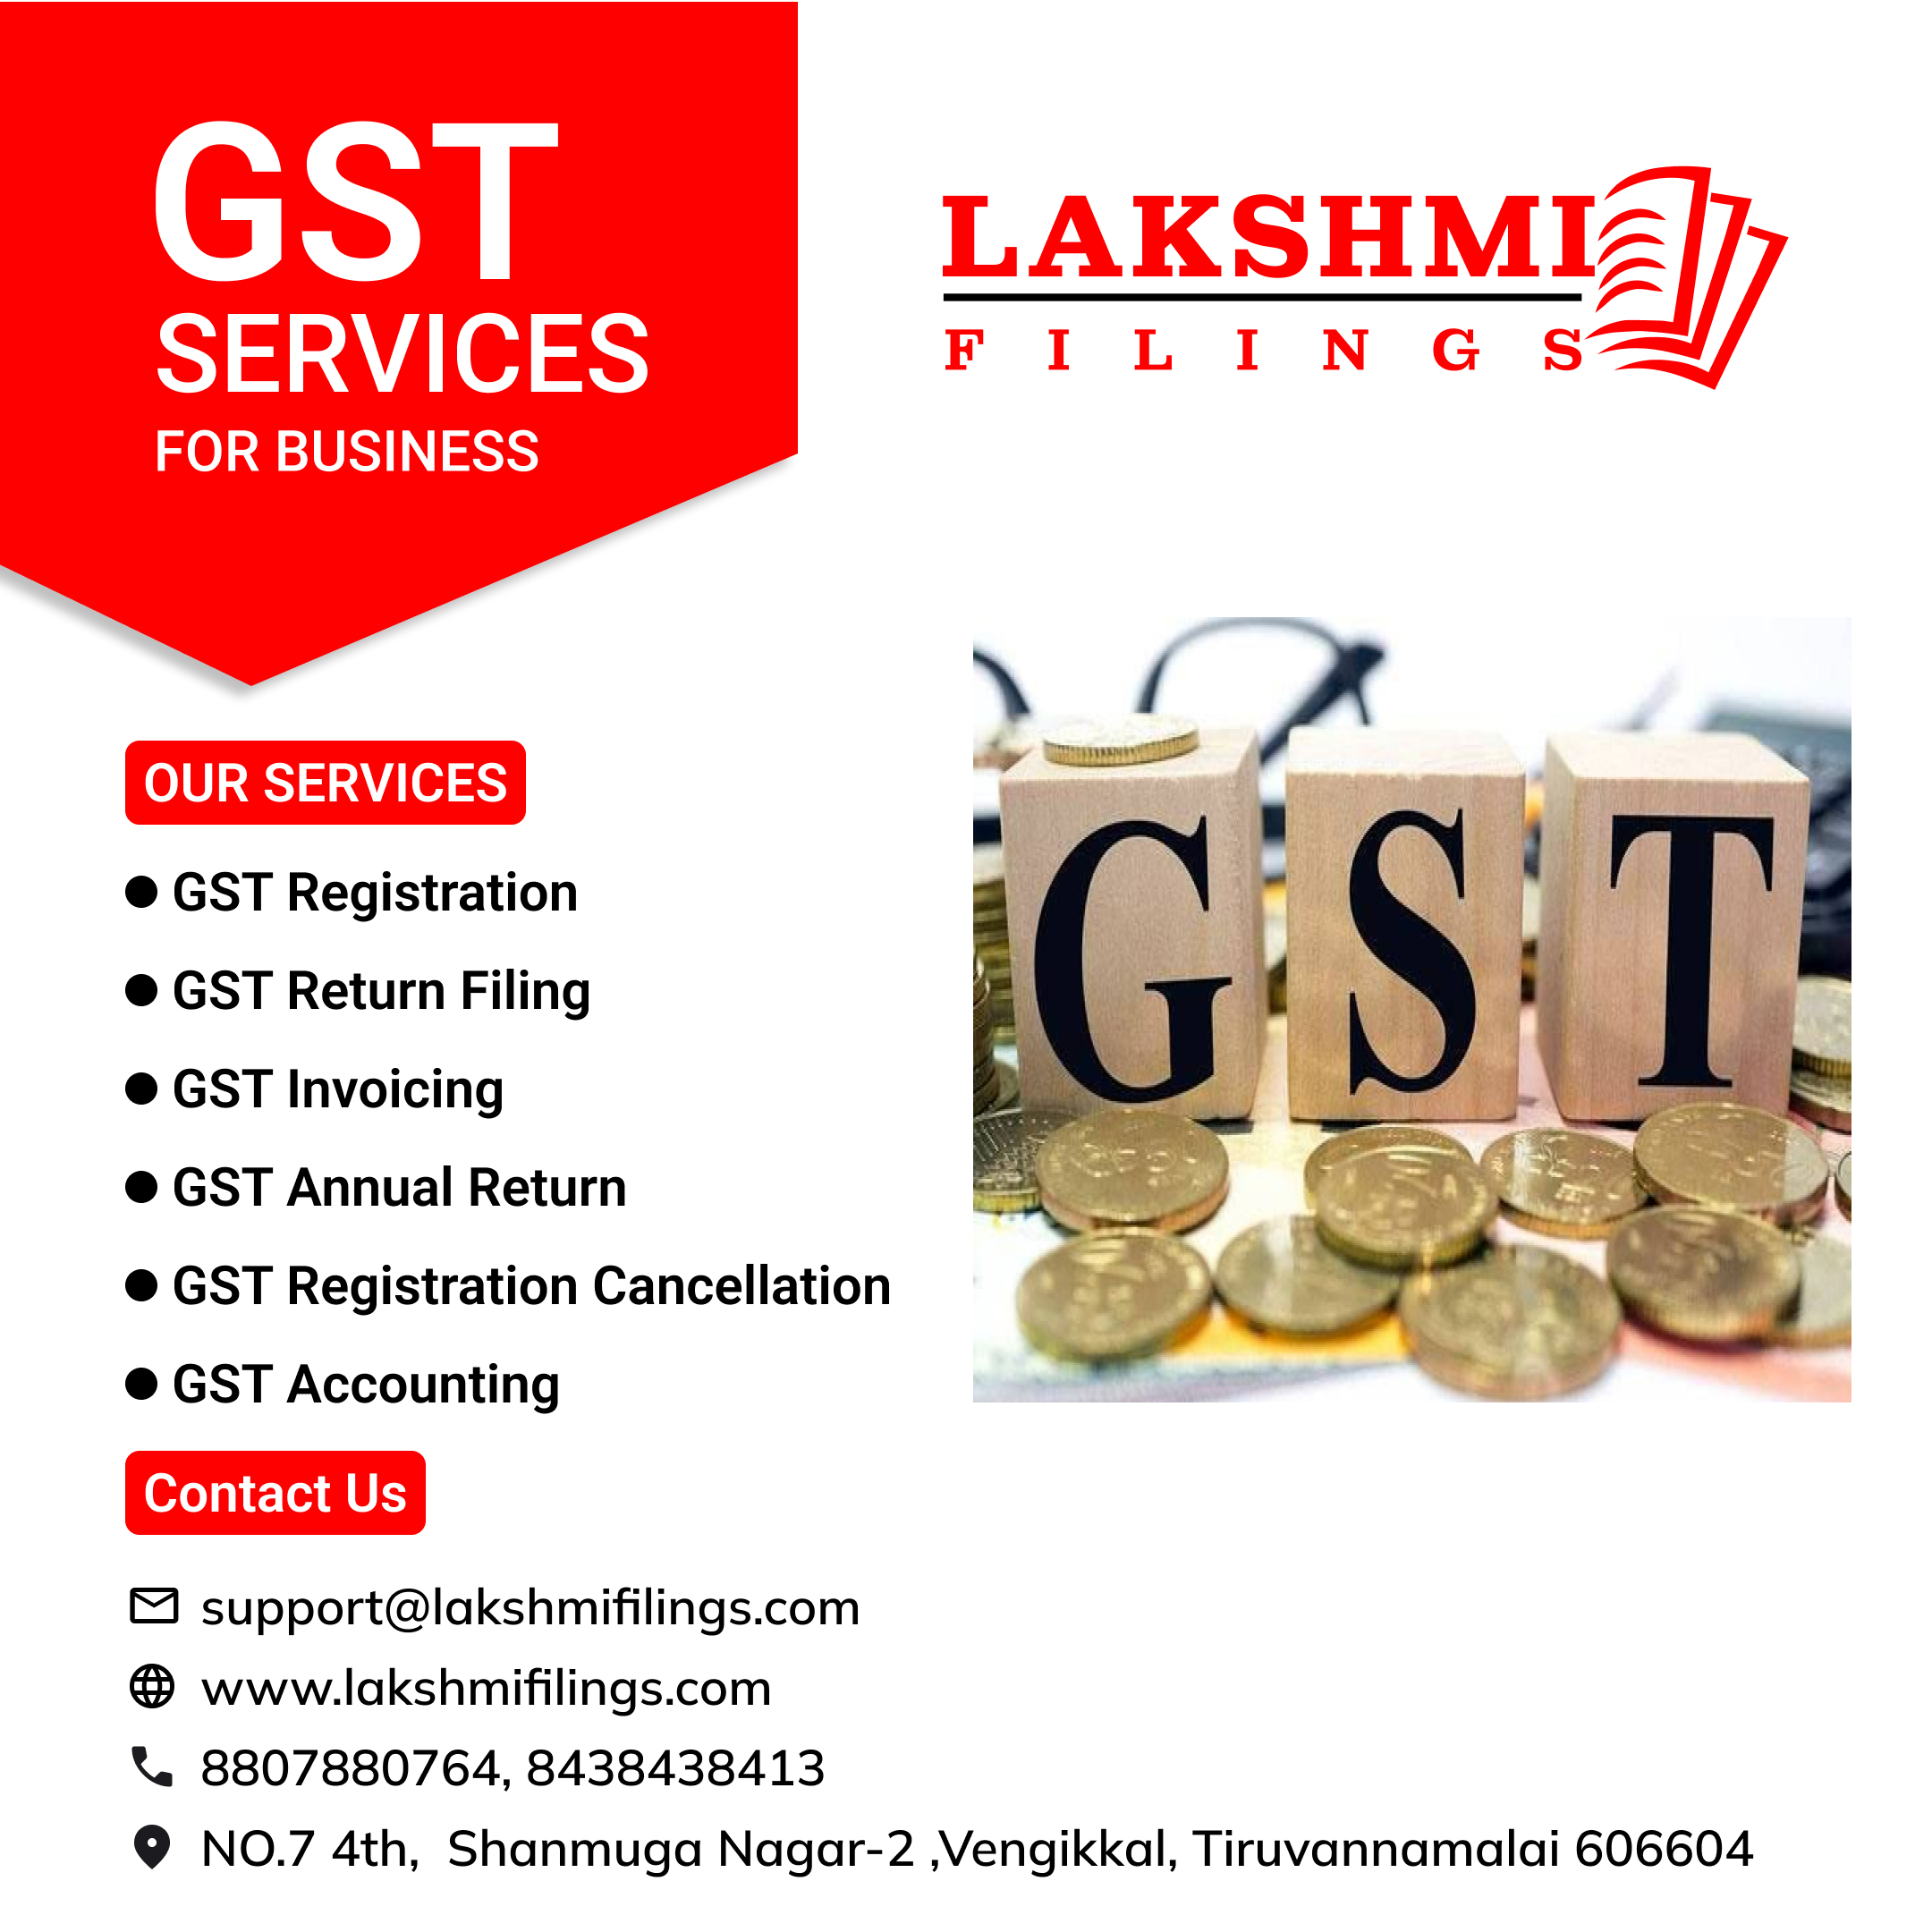 GST
SERVICES
FOR BUSINESS
LAKSHMI
FILINGS
OUR SERVICES
GST Registration
GST Return Filing
GST Invoicing
GST Annual Return
GST Registration Cancellation
GST Accounting
G S T
Contact Us
support@lakshmifilings.com
www.lakshmifilings.com
8807880764, 8438438413
NO.7 4th,  Shanmuga Nagar-2 ,Vengikkal, Tiruvannamalai 606604